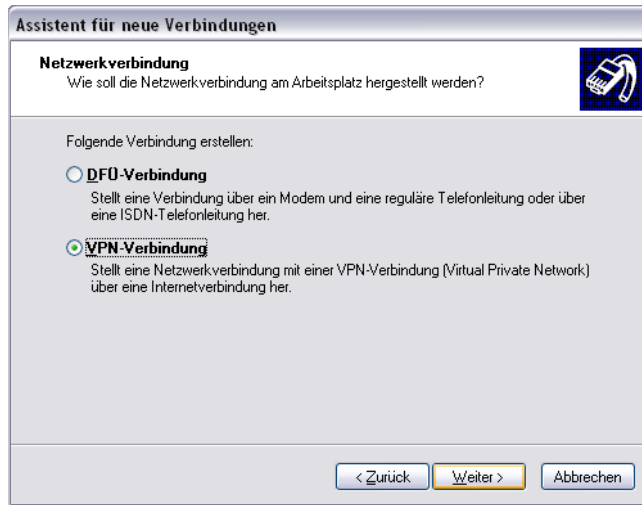 Assistent für neue Verbindungen
Netzwerkverbindung
Wie soll die Netzwerkverbindung am Arbeitsplatz hergestellt werden?
Folgende Verbindung erstellen:
DFÜ-Verbindung
Stellt eine Verbindung über ein Modem und eine reguläre Telefonleitung oder über
eine ISDN-Telefonleitung her.
VPN-Verbindung
Stellt eine Netzwerkverbindung mit einer VPN-Verbindung (Virtual Private Network)
über eine Internetverbindung her.
< Zurück Weiter > Abbrechen